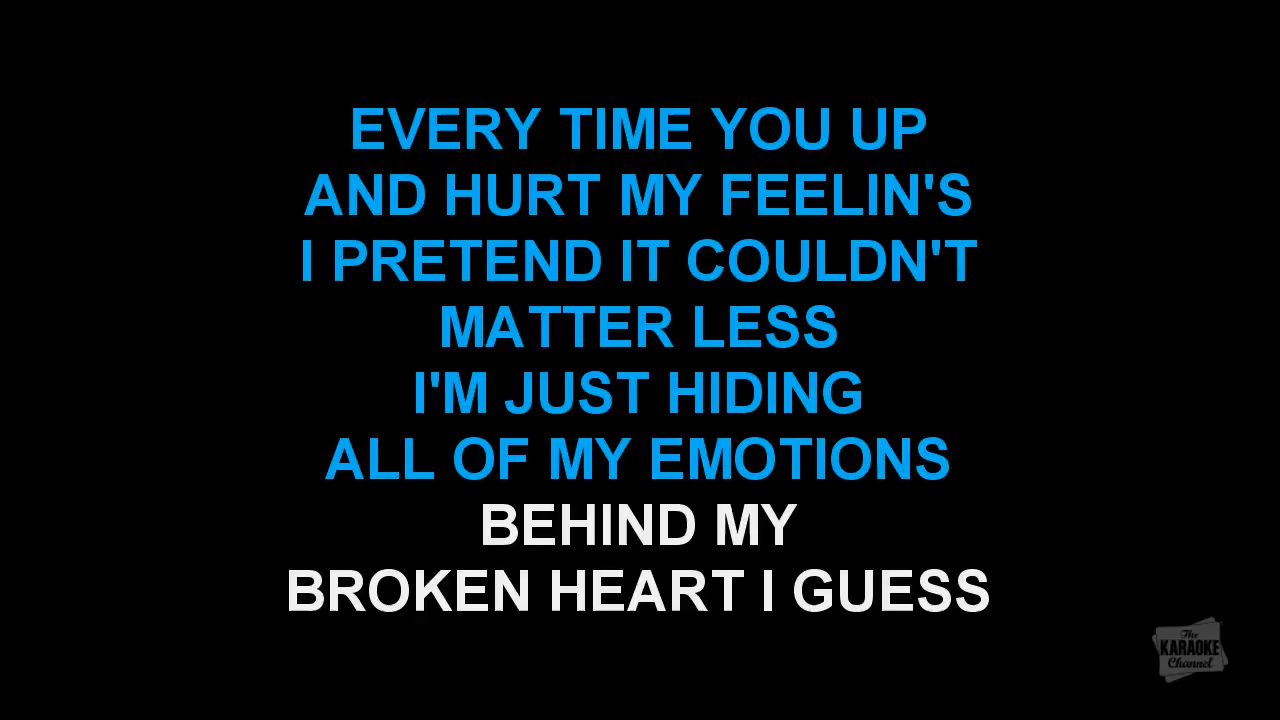 EVERY TIME YOU UP
AND HURT MY FEELIN'S
I PRETEND IT COULDN'T
MATTER LESS
I'M JUST HIDING
ALL OF MY EMOTIONS
BEHIND MY
BROKEN HEART I GUESS
The
KARAOKE
Channel